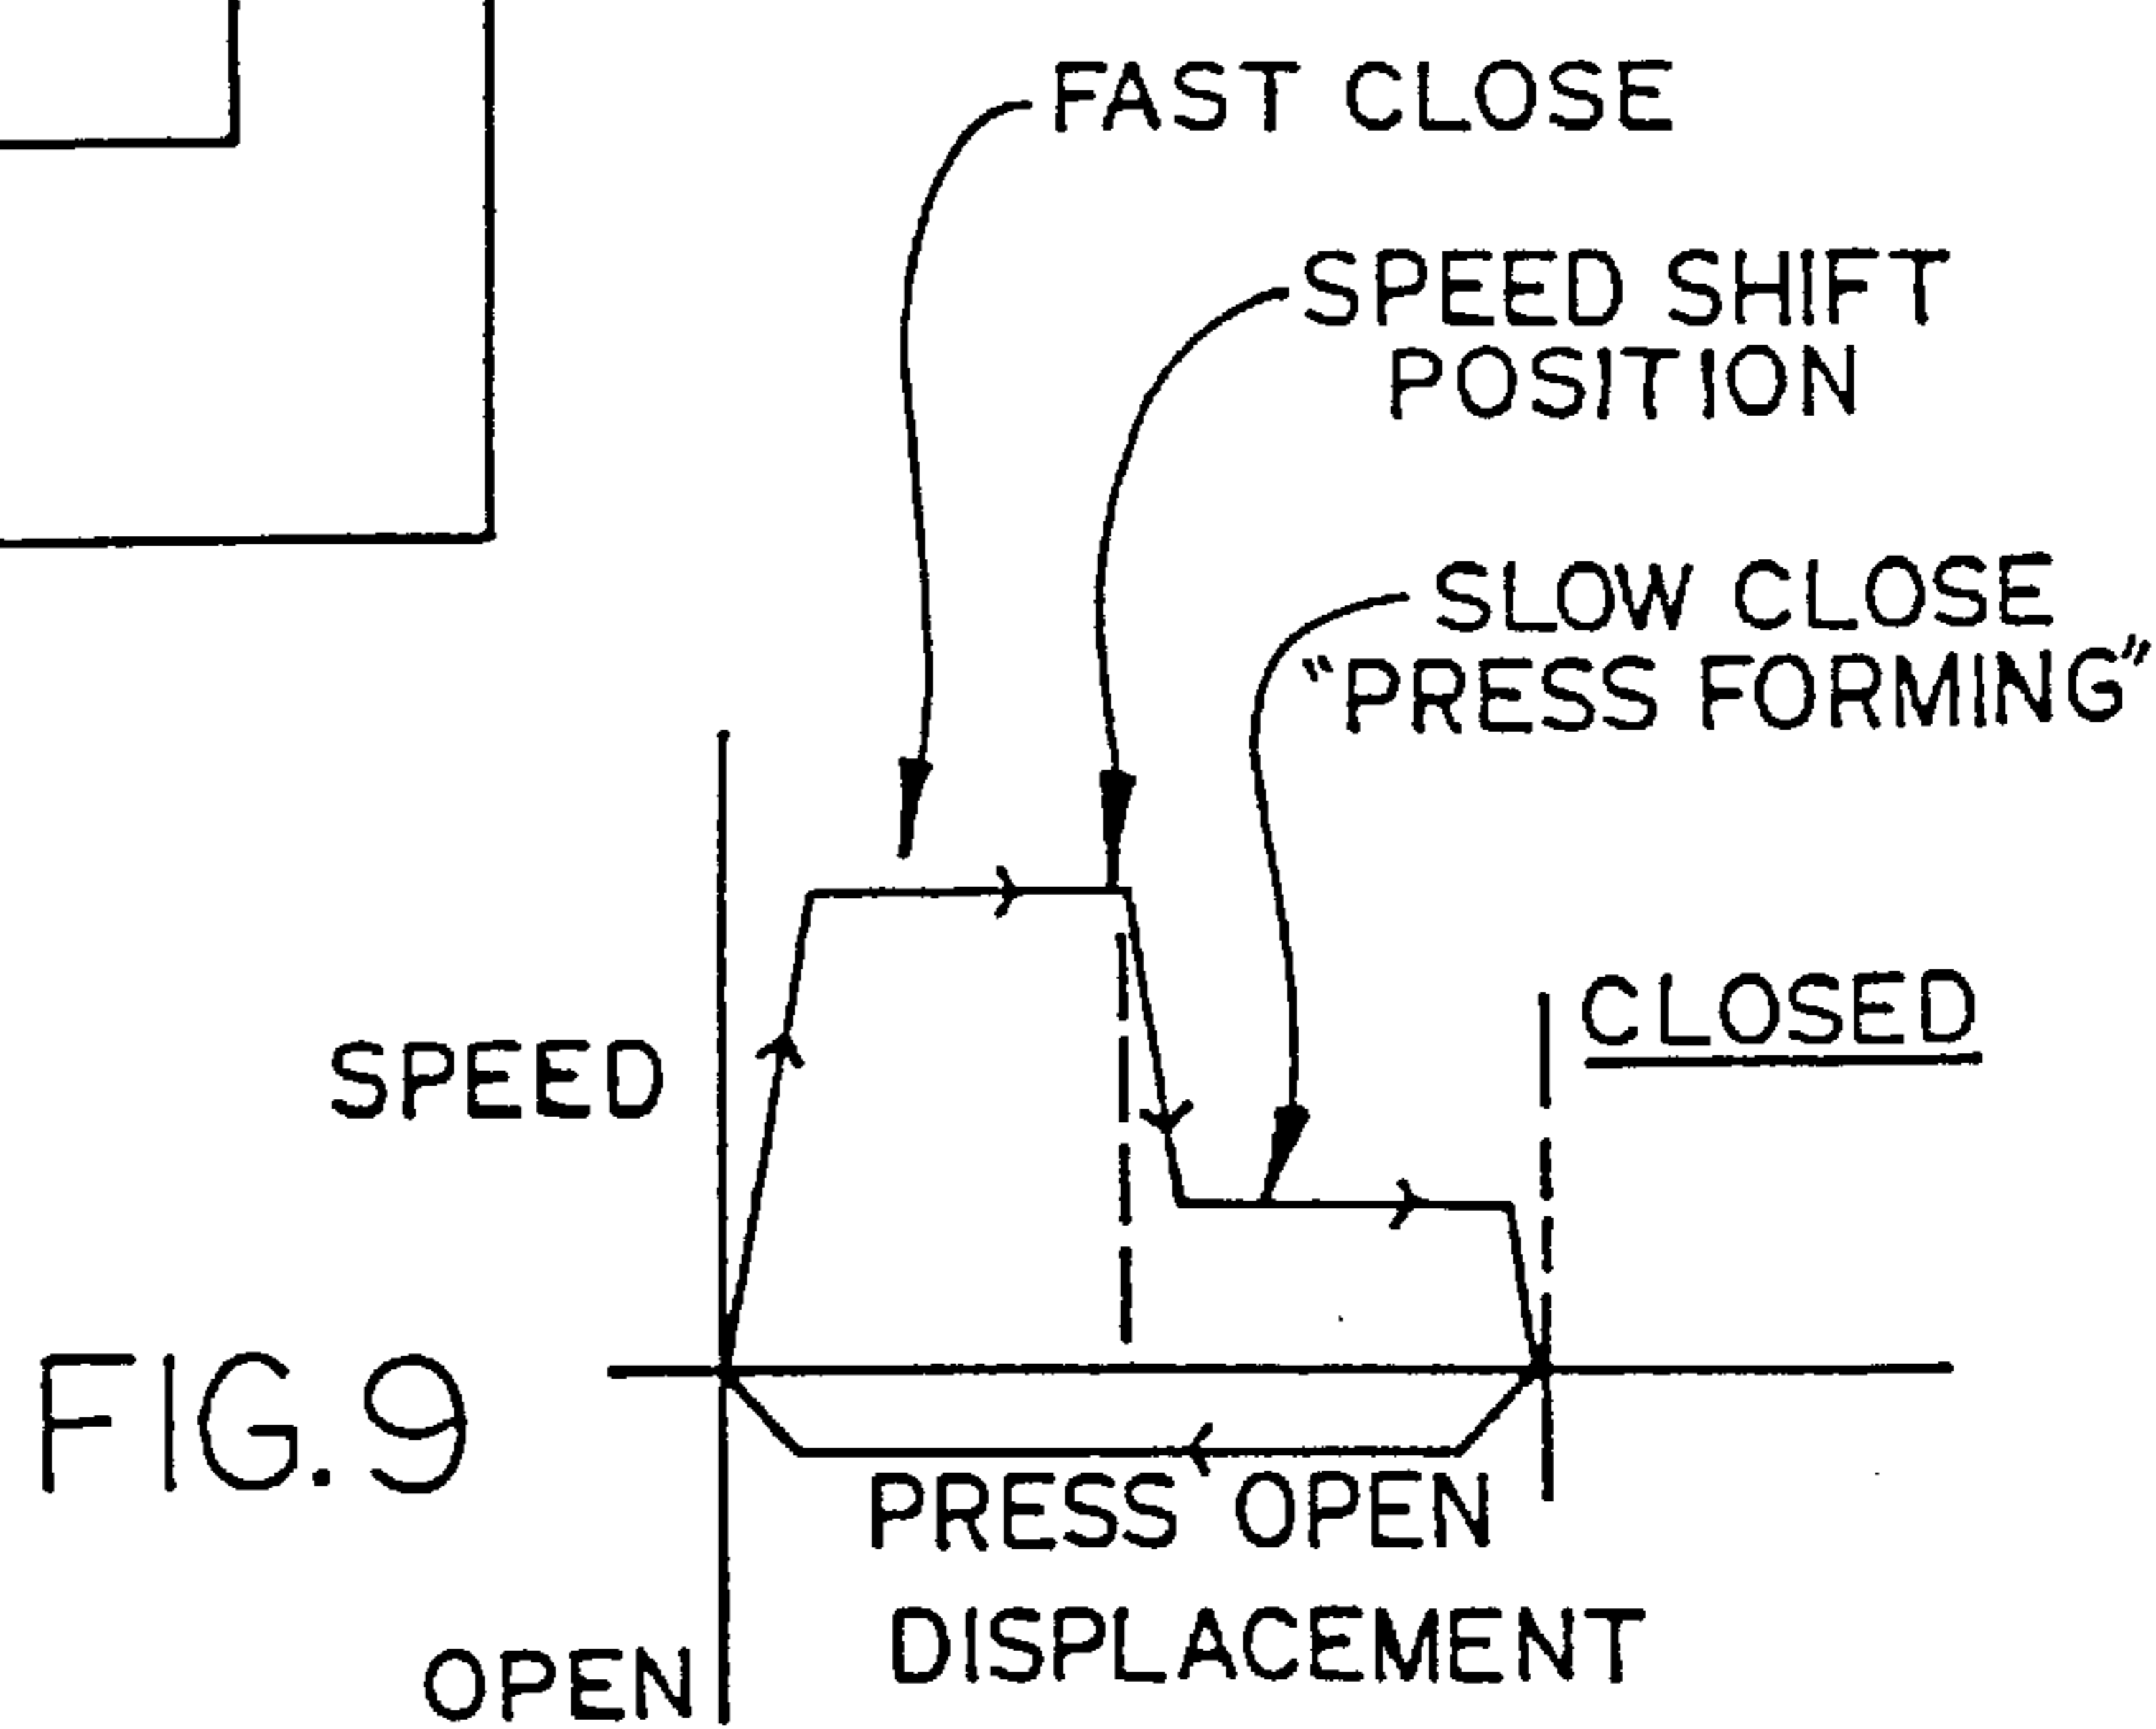 FAST CLOSE
SPEED SHIFT
POSITION
SLOW CLOSE
"PRESS FORMING"
CLOSED
SPEED
FIG.9
PRESS OPEN
DISPLACEMENT
OPEN